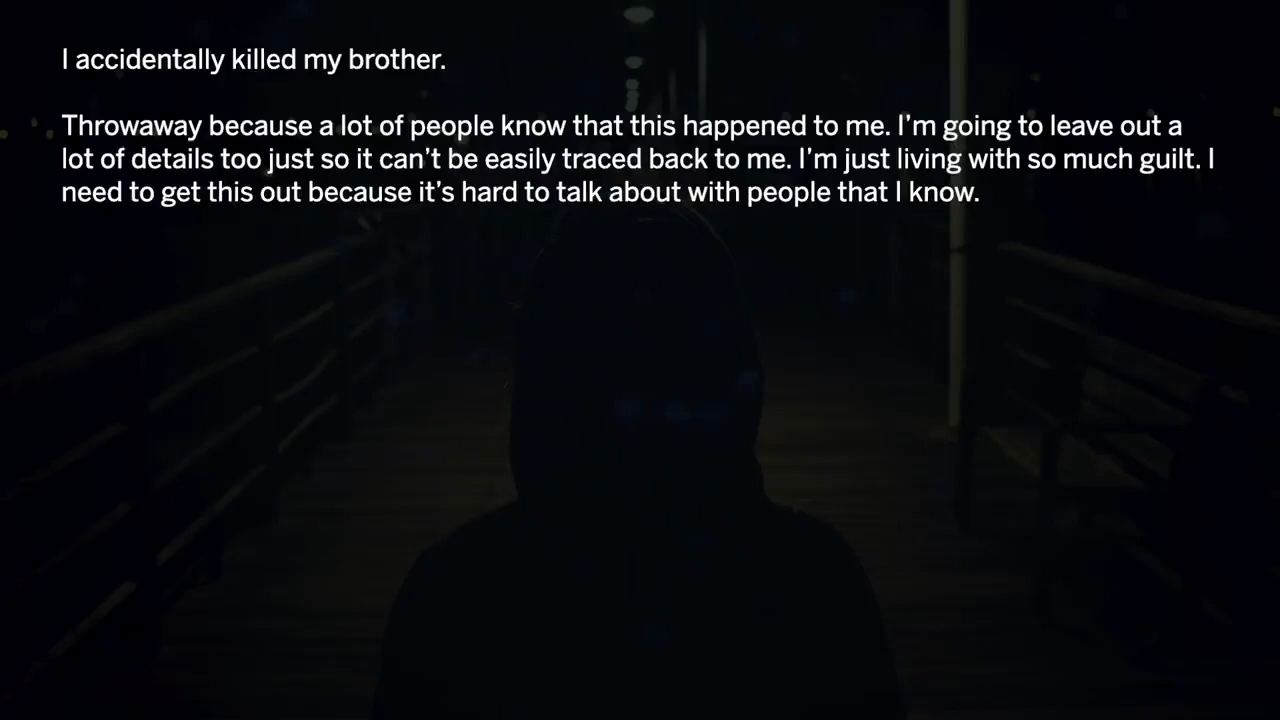 I accidentally killed my brother.
Throwaway because a lot of people know that this happened to me. I’m going to leave out a
lot of details too just so it can’t be easily traced back to me. I’m just living with so much guilt. I
need to get this out because it’s hard to talk about with people that I know.